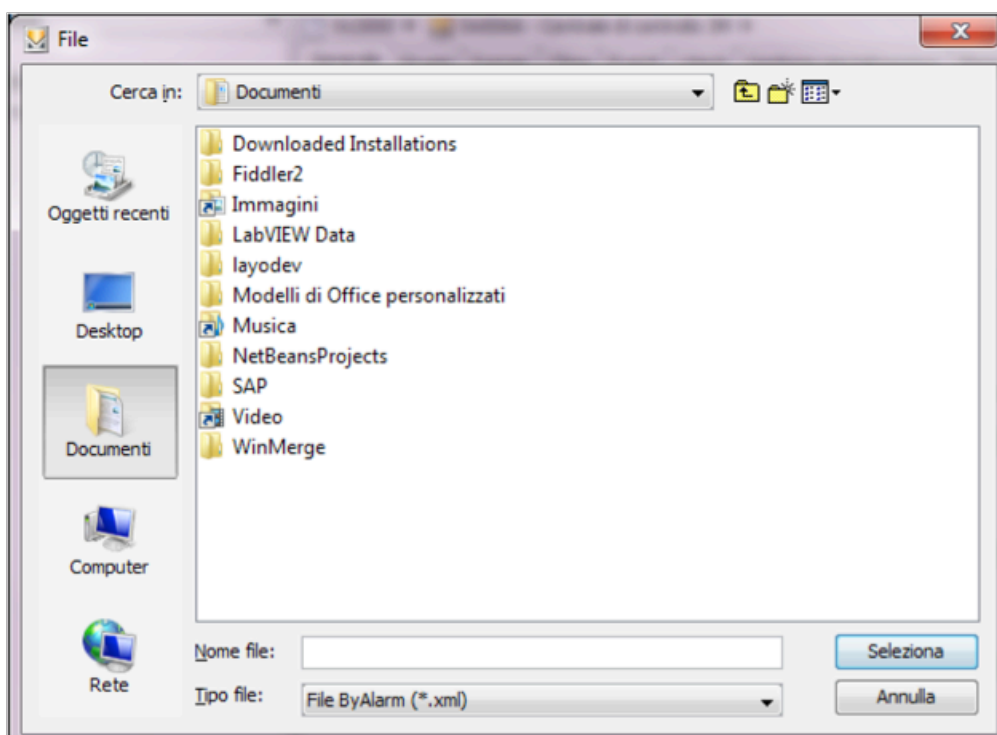 File
Cerca in:
Documenti
Oggetti recenti
Desktop
Documenti
Computer
Rete
Downloaded Installations
Fiddler2
Immagini
LabVIEW Data
layodev
Modelli di Office personalizzati
Musica
NetBeansProjects
SAP
Video
WinMerge
Nome file:
Seleziona
Tipo file:
File ByAlarm (*.xml)
Annulla